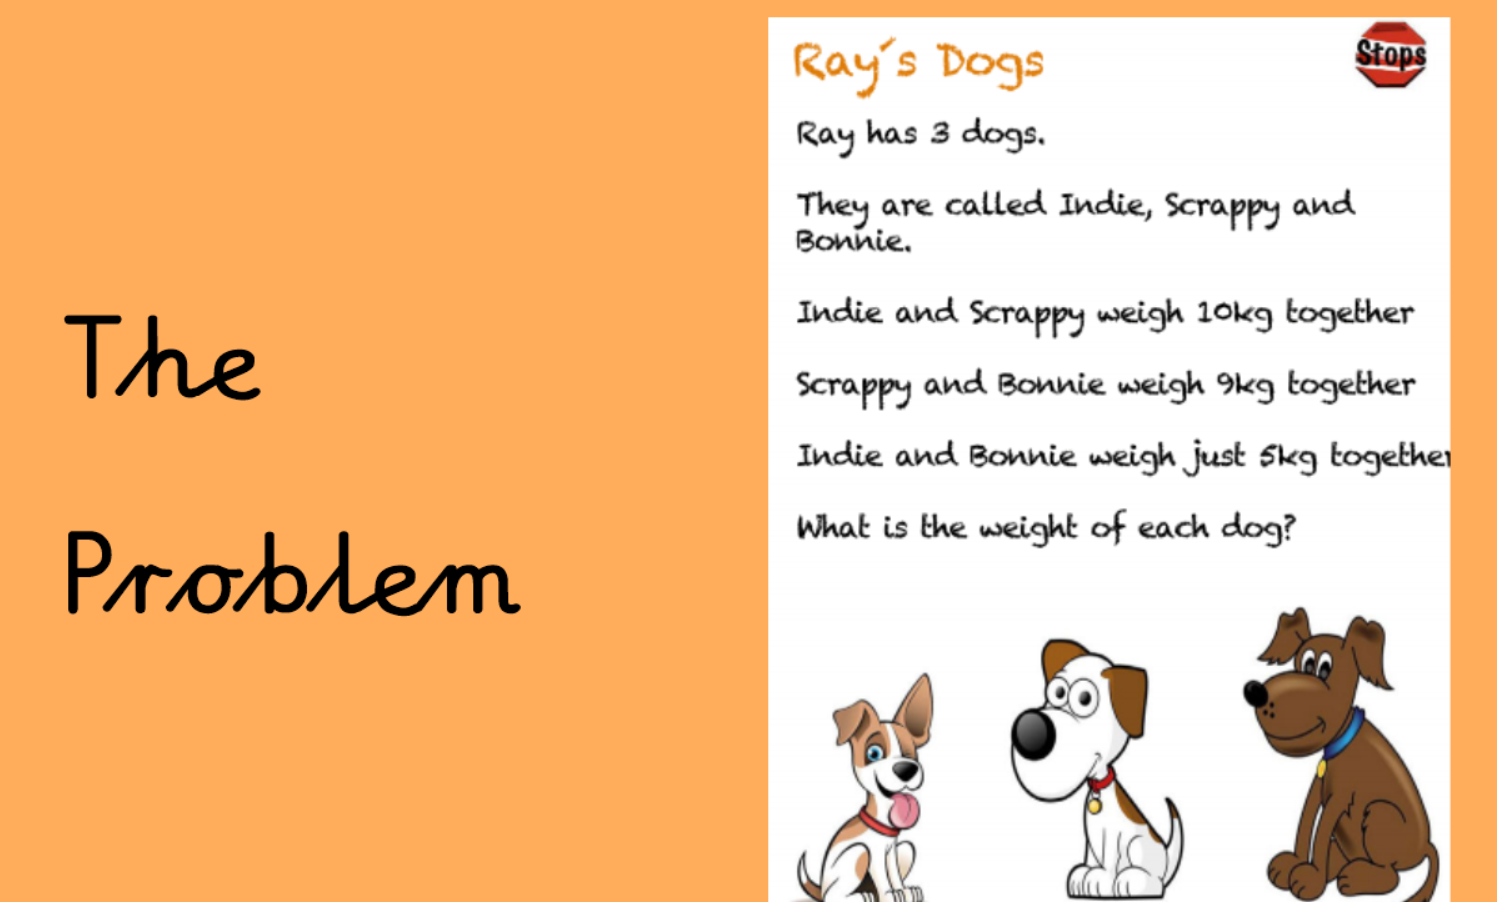 The
Problem
Ray´s Dogs
Stops
Ray has 3 dogs.
They are called Indie, Scrappy and
Bonnie.
Indie and Scrappy weigh 10kg together
Scrappy and Bonnie weigh 9kg together
Indie and Bonnie weigh just 5kg together
What is the weight of each dog?